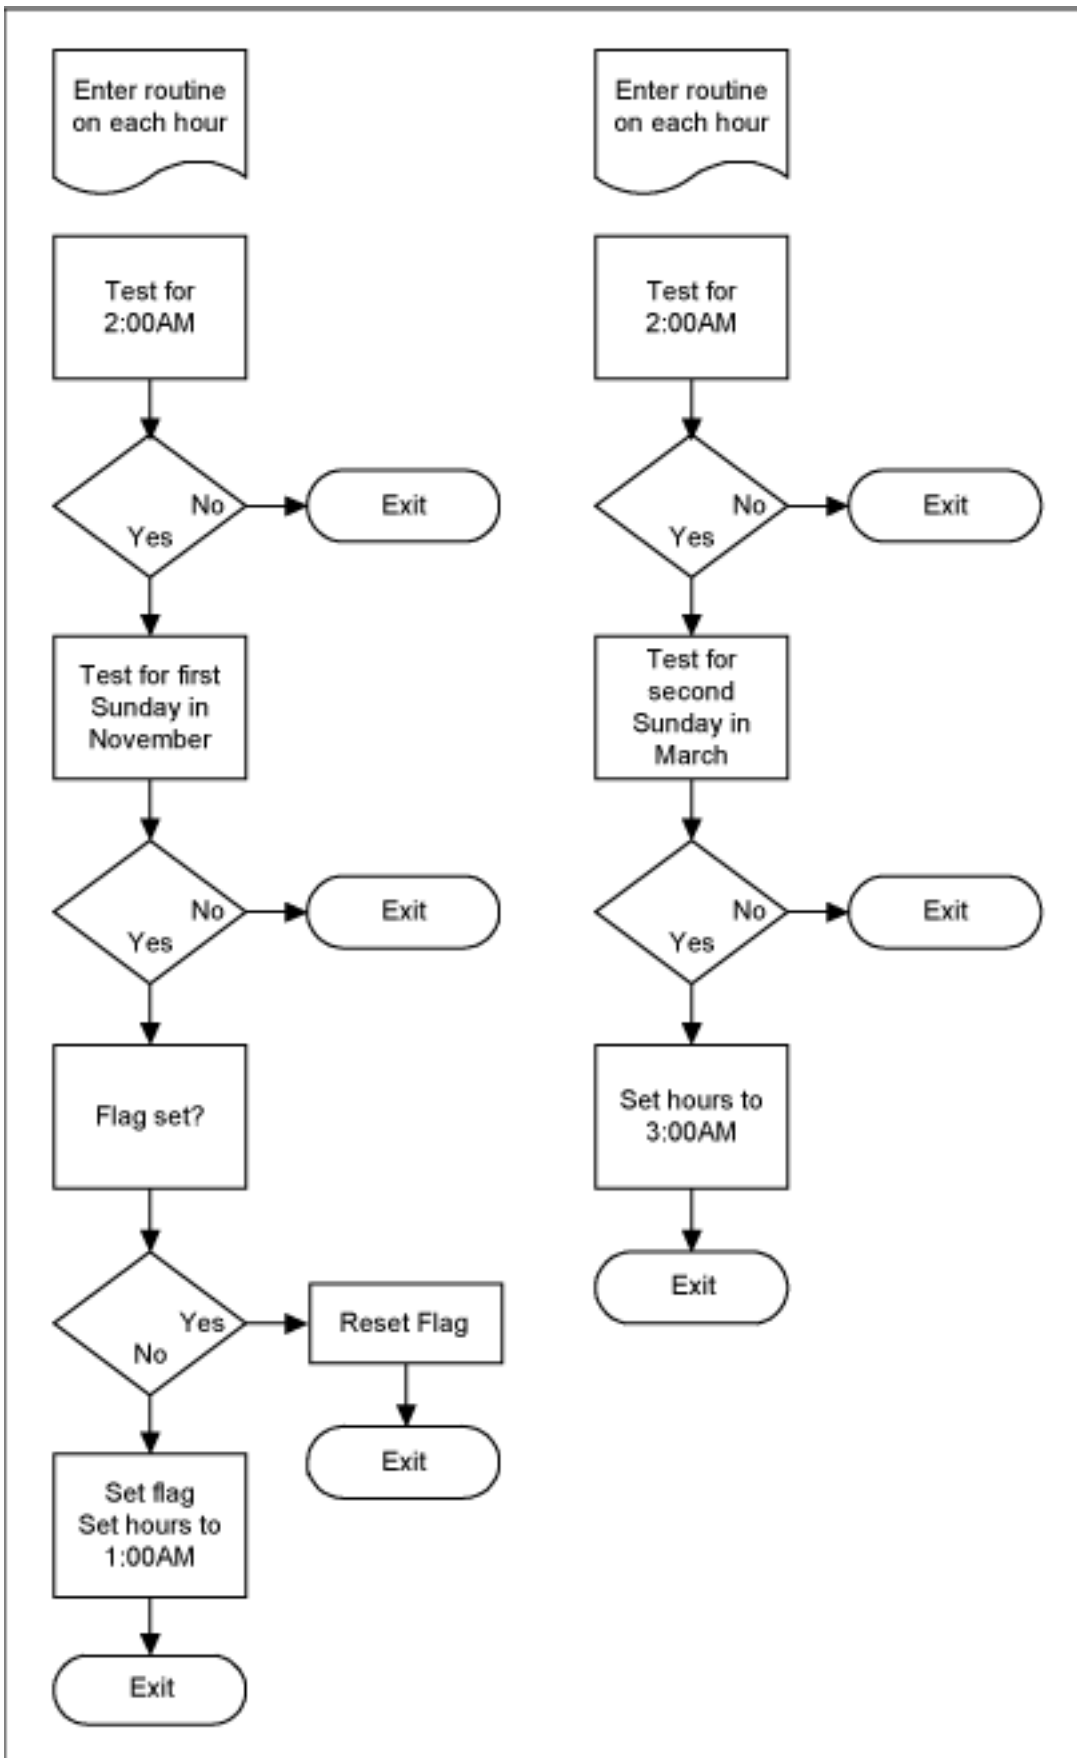 Enter routine
on each hour
Test for
2:00AM
No
Yes
Exit
Test for first
Sunday in
November
No
Yes
Exit
Flag set?
Yes
No
Reset Flag
Exit
Set flag
Set hours to
1:00AM
Exit
Enter routine
on each hour
Test for
2:00AM
No
Yes
Exit
Test for
second
Sunday in
March
No
Yes
Exit
Set hours to
3:00AM
Exit